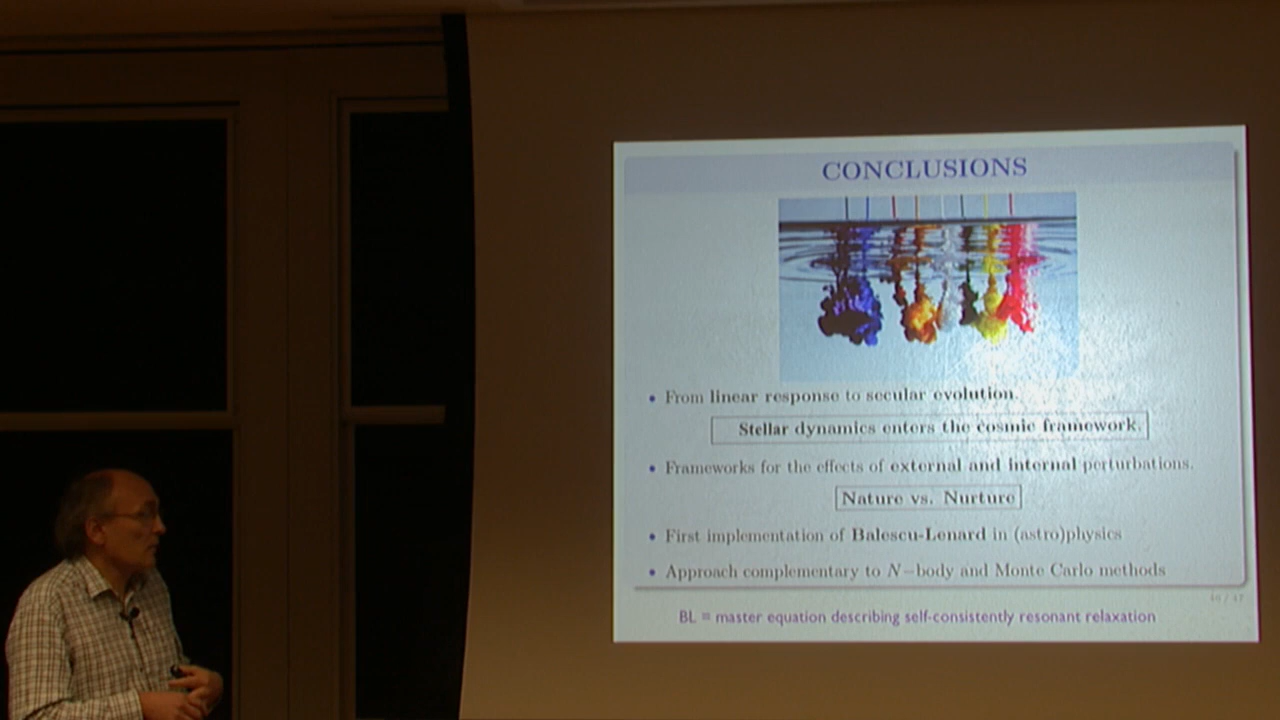 CONCLUSIONS
• From linear response to secular evolution.
Stellar dynamics enters the cosmic framework.
• Frameworks for the effects of external and internal perturbations.
Nature vs. Nurture
• First implementation of Balescu-Lenard in (astro)physics
• Approach complementary to N−body and Monte Carlo methods
BL = master equation describing self-consistently resonant relaxation